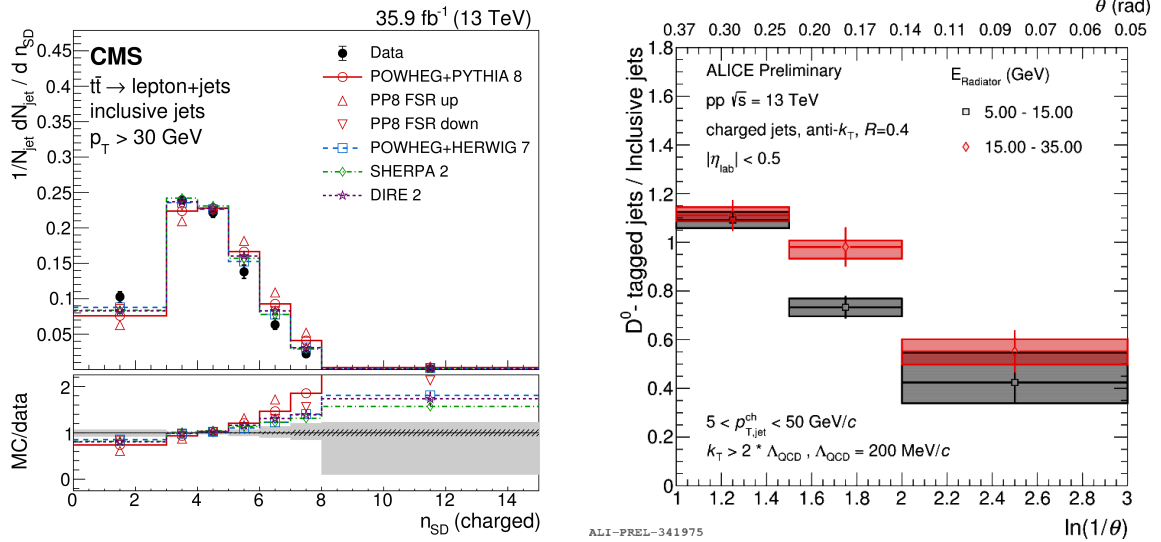 35.9 fb-1 (13 TeV)
CMS
tt̄ → lepton+jets
inclusive jets
pT > 30 GeV
Data
POWHEG+PYTHIA 8
PP8 FSR up
PP8 FSR down
POWHEG+HERWIG 7
SHERPA 2
DIRE 2
1/Njet dNjet / d nSD
0.45
0.4
0.35
0.3
0.25
0.2
0.15
0.1
0.05
MC/data
2
1
0
0 2 4 6 8 10 12 14
nSD (charged)
θ (rad)
0.37 0.30 0.25 0.20 0.17 0.14 0.11 0.09 0.07 0.06 0.05
ALICE Preliminary
pp √s = 13 TeV
charged jets, anti-kT, R=0.4
|ηlab| < 0.5
ERadiator (GeV)
5.00 - 15.00
15.00 - 35.00
D0- tagged jets / Inclusive jets
1.8
1.6
1.4
1.2
1
0.8
0.6
0.4
0.2
0
5 < pchT,jet < 50 GeV/c
kT > 2 * ΛQCD , ΛQCD = 200 MeV/c
1 1.2 1.4 1.6 1.8 2 2.2 2.4 2.6 2.8 3
ln(1/θ)
ALI-PREL-341975